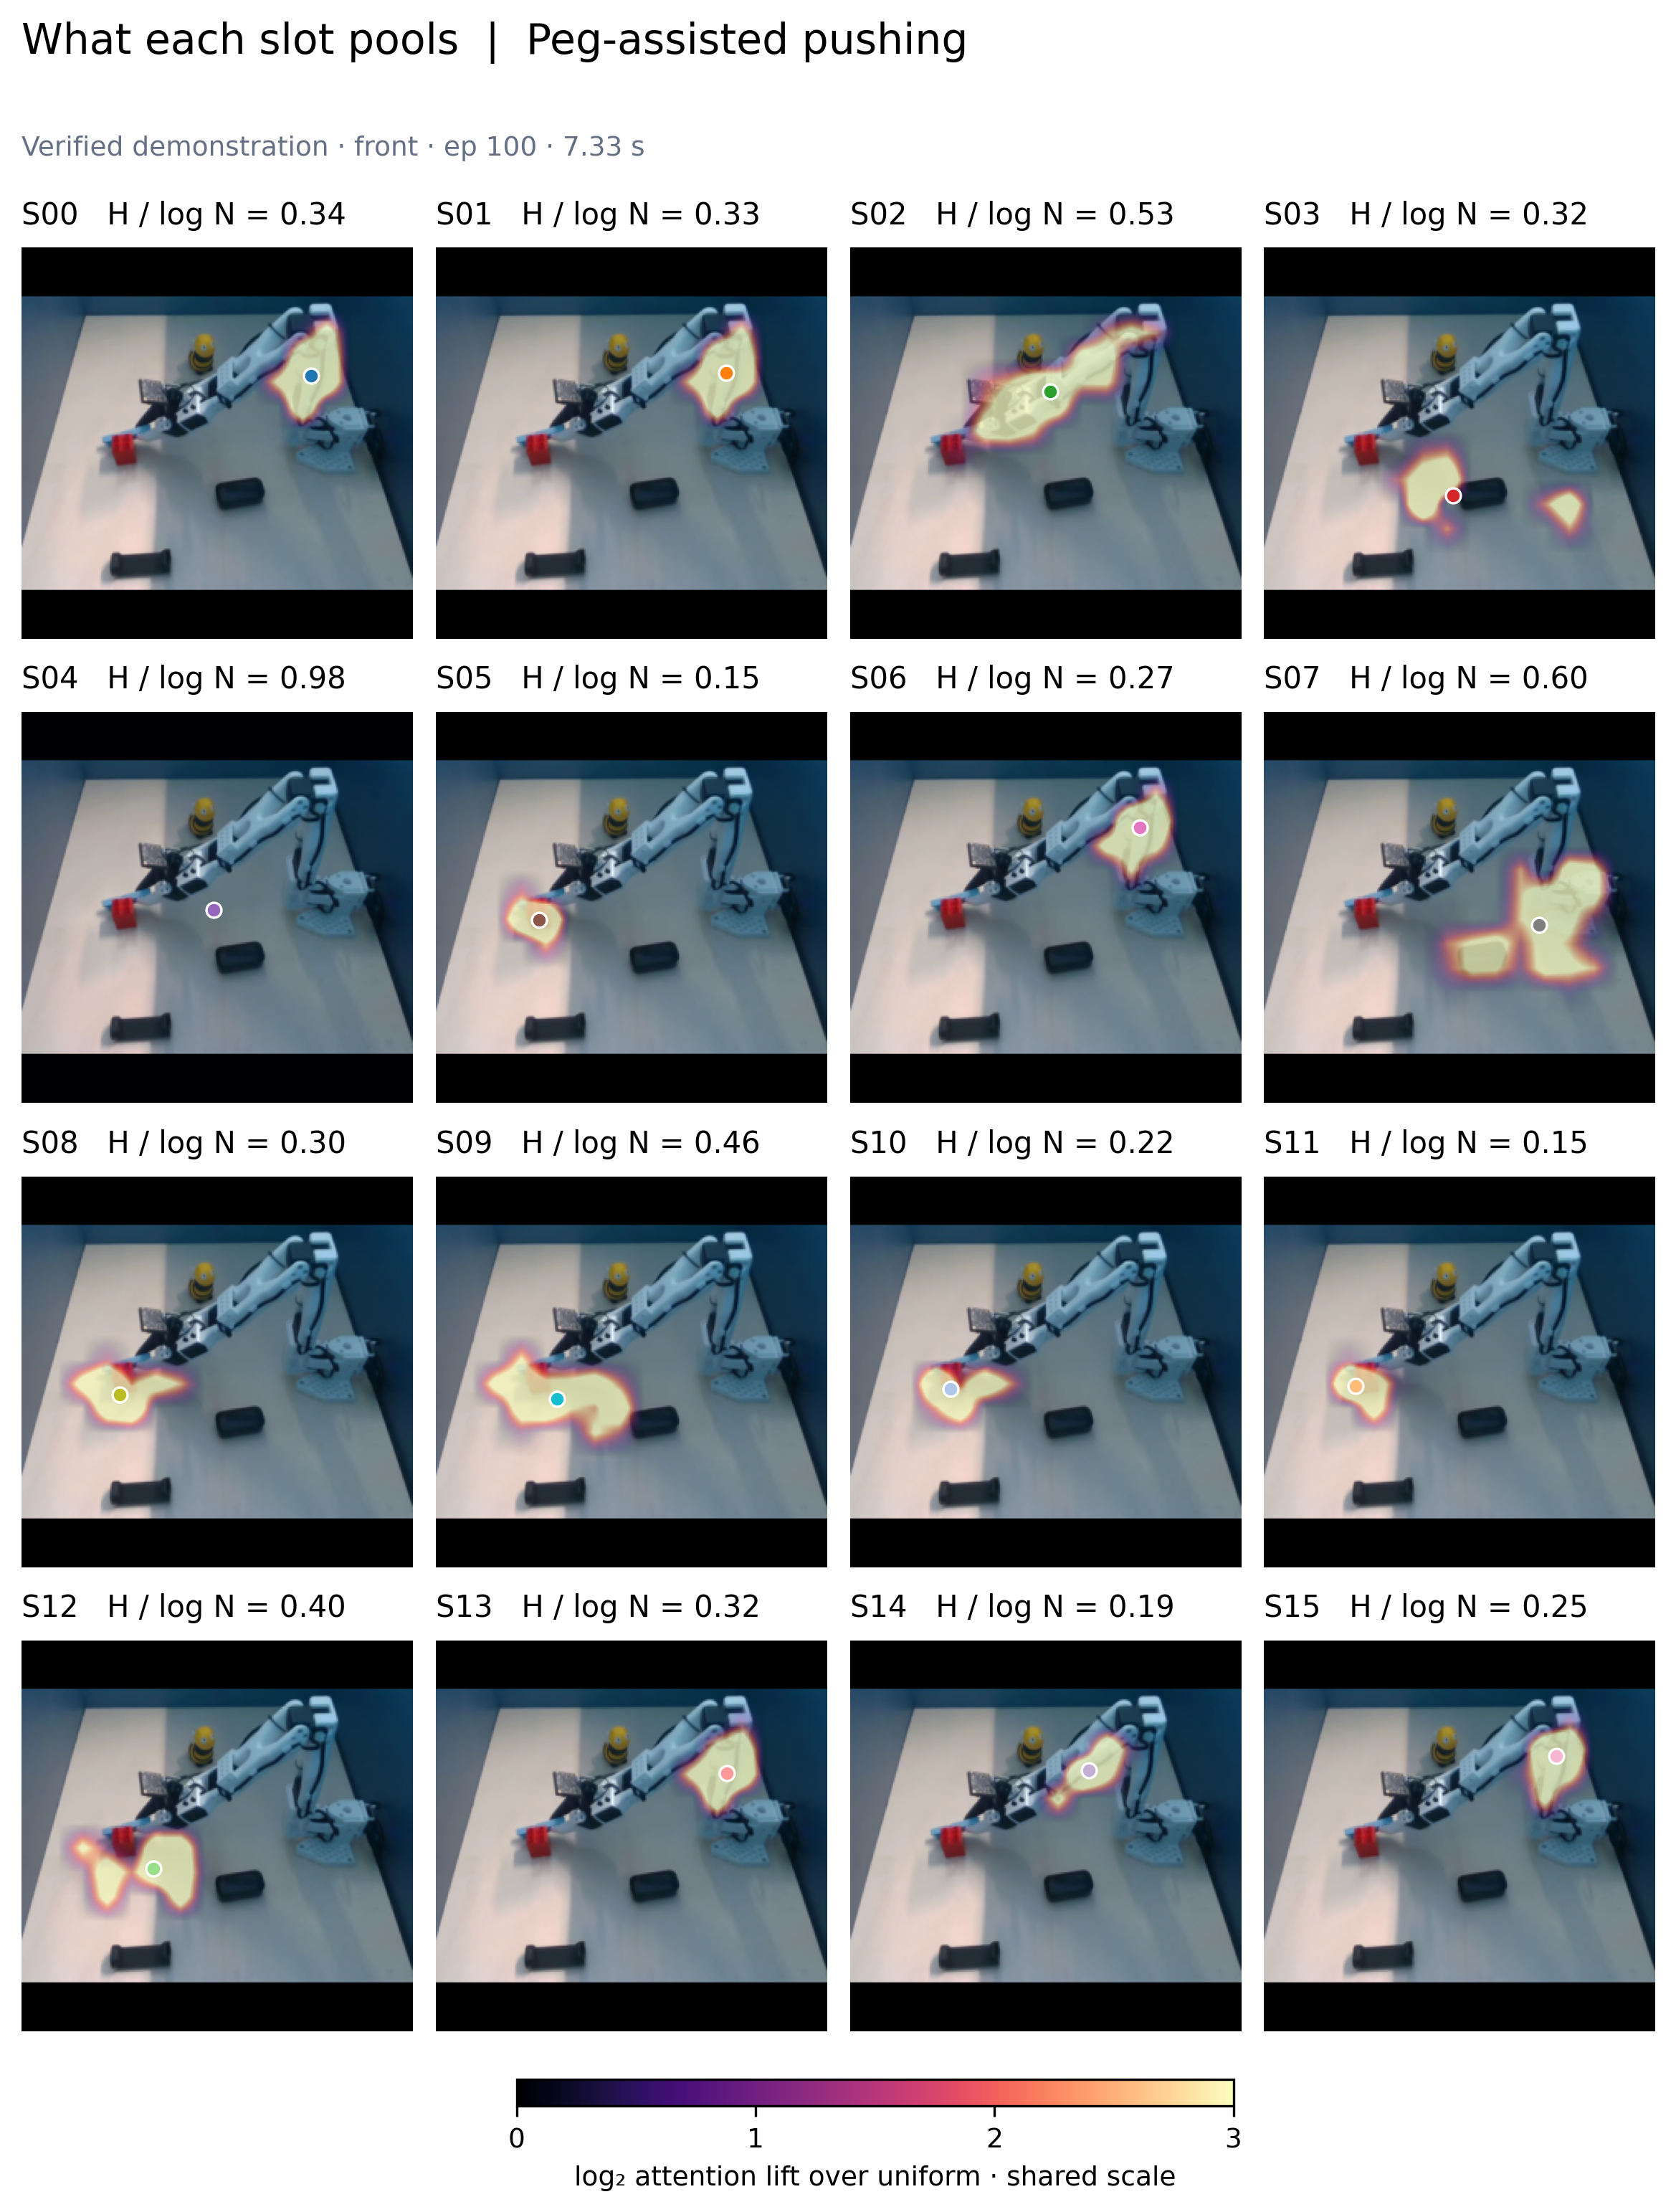 What each slot pools | Peg-assisted pushing
Verified demonstration · front · ep 100 · 7.33 s
S00 H / log N = 0.34
S01 H / log N = 0.33
S02 H / log N = 0.53
S03 H / log N = 0.32
S04 H / log N = 0.98
S05 H / log N = 0.15
S06 H / log N = 0.27
S07 H / log N = 0.60
S08 H / log N = 0.30
S09 H / log N = 0.46
S10 H / log N = 0.22
S11 H / log N = 0.15
S12 H / log N = 0.40
S13 H / log N = 0.32
S14 H / log N = 0.19
S15 H / log N = 0.25
0 1 2 3
log₂ attention lift over uniform · shared scale